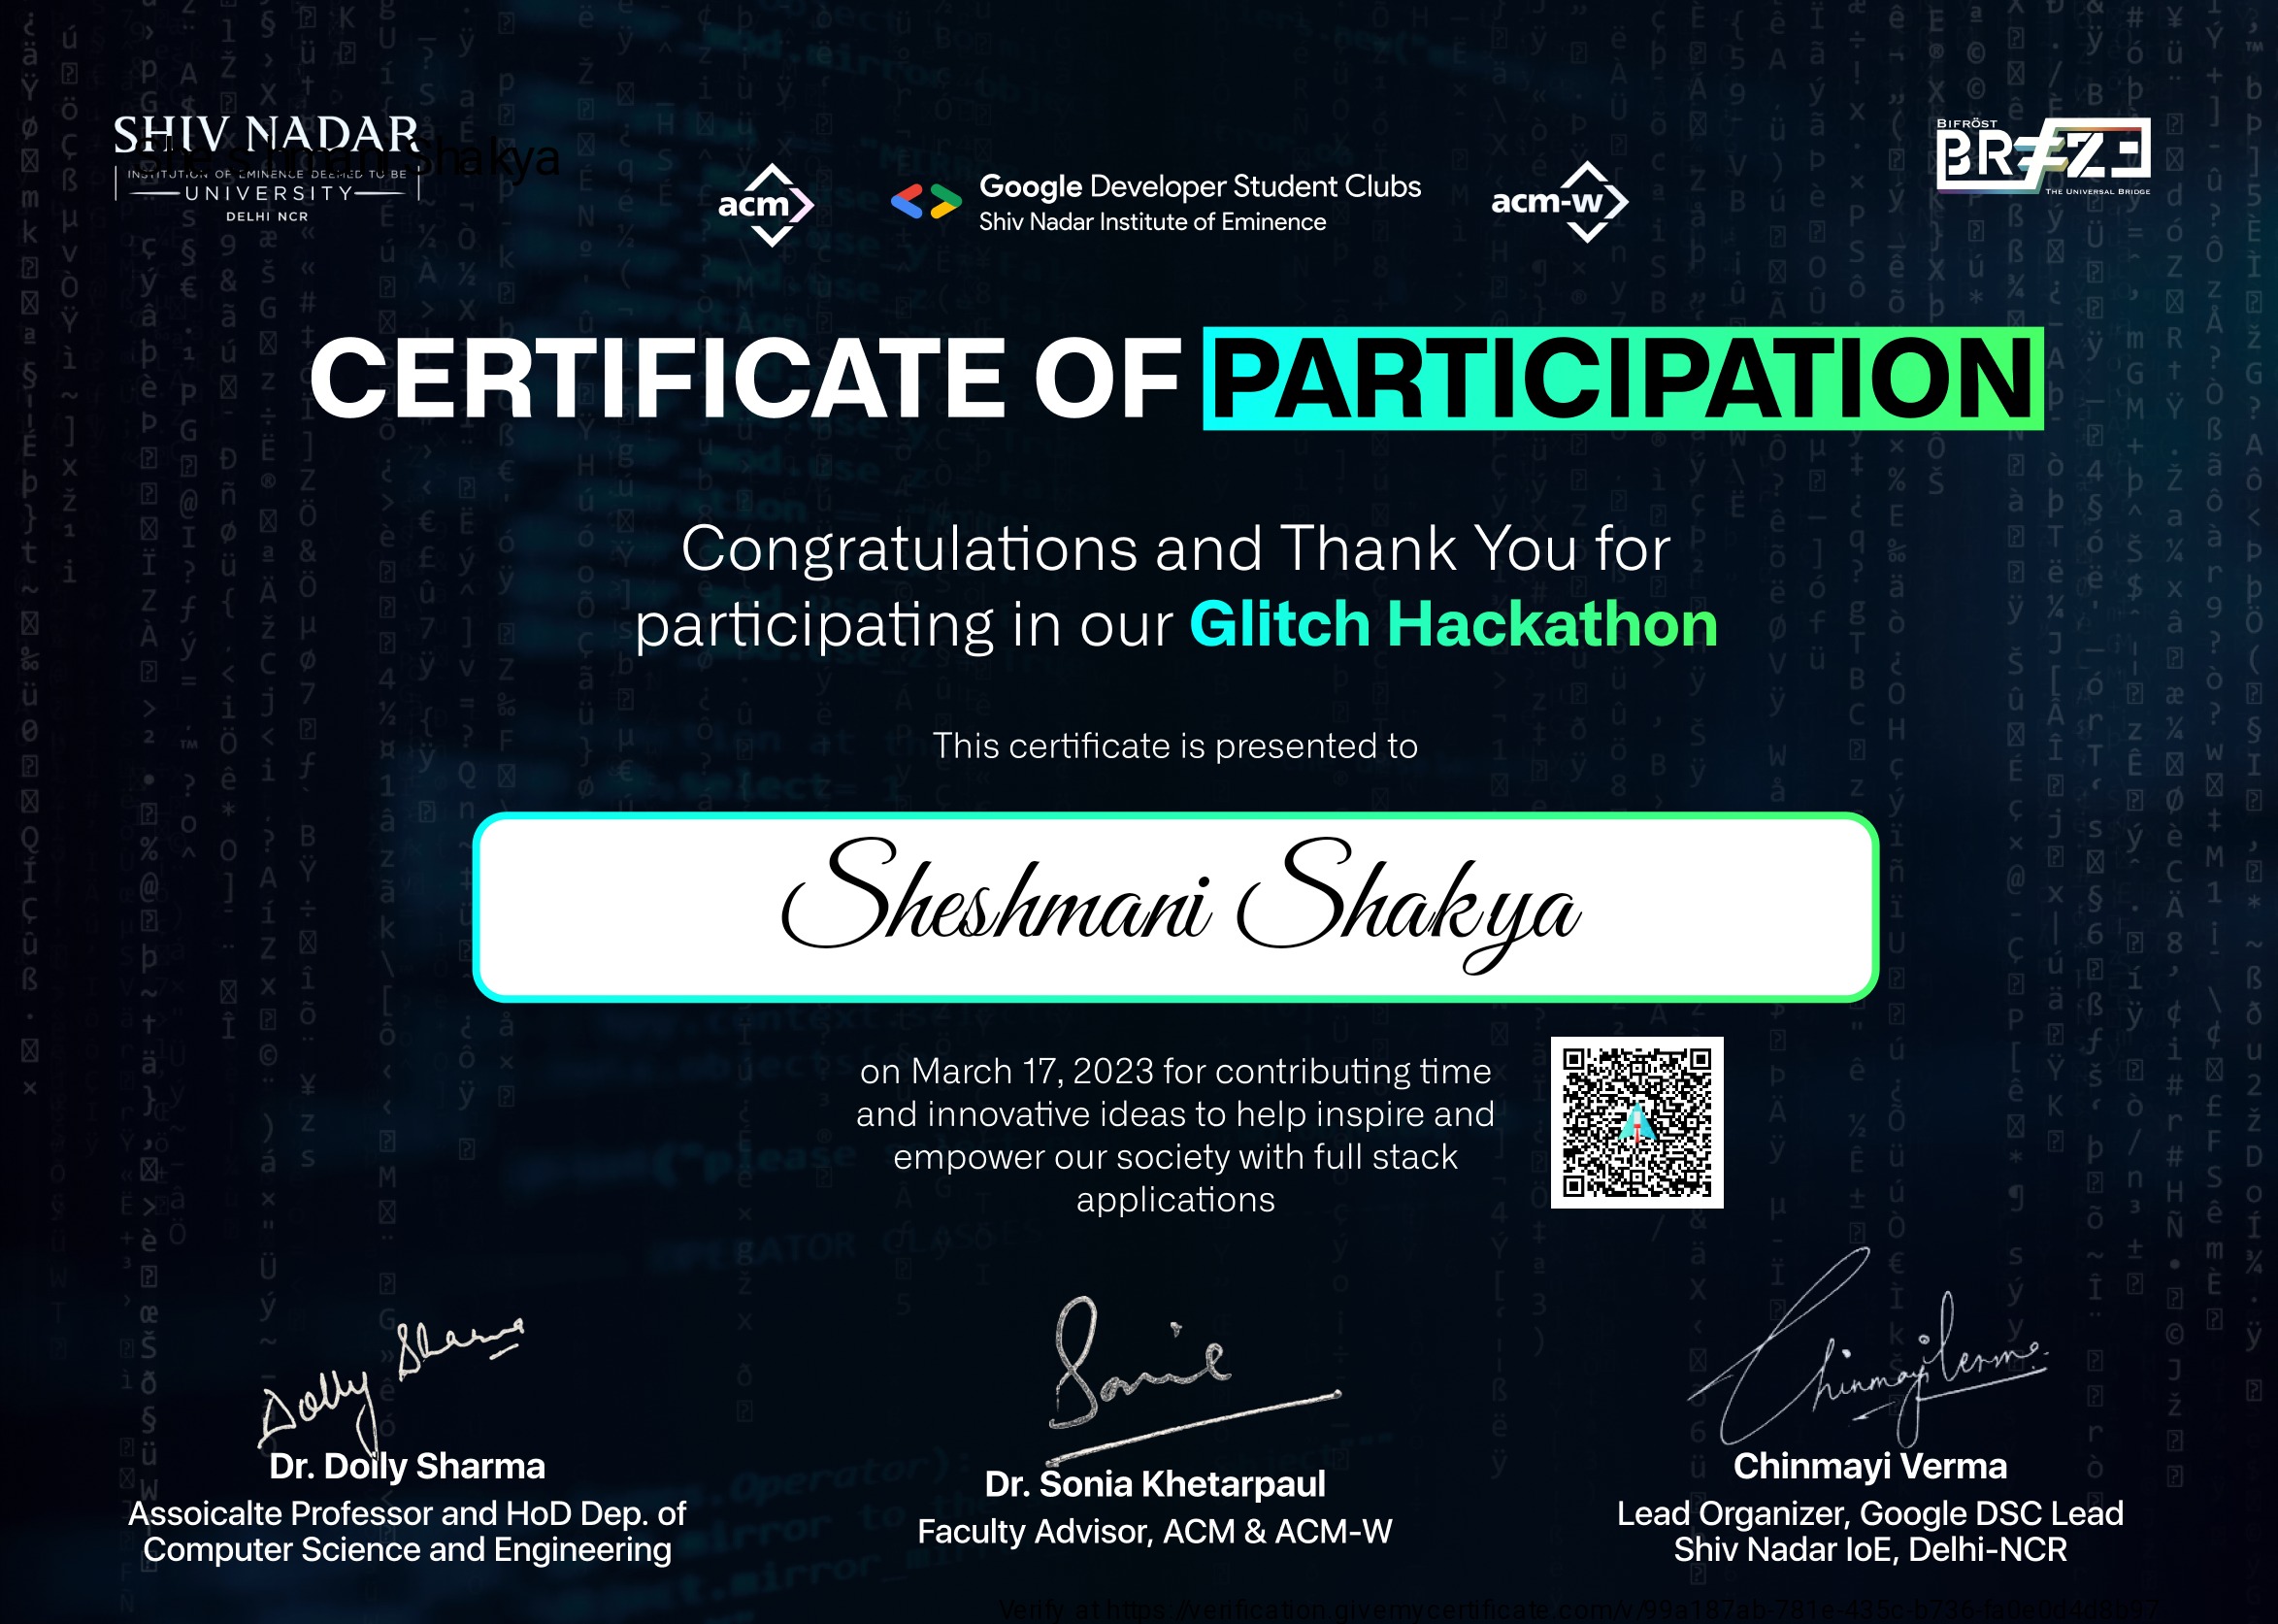 SHIV NADAR
Sheshmani Shakya
INSTITUTION OF EMINENCE DEEMED TO BE
UNIVERSITY
DELHI NCR
acm
Google Developer Student Clubs
Shiv Nadar Institute of Eminence
acm-w
BIFRÖST
BREEZE
THE UNIVERSAL BRIDGE
CERTIFICATE OF PARTICIPATION
Congratulations and Thank You for
participating in our Glitch Hackathon
This certificate is presented to
Sheshmani Shakya
on March 17, 2023 for contributing time
and innovative ideas to help inspire and
empower our society with full stack
applications
Dolly Sharma
Sonia
Chinmayi Verma
Dr. Dolly Sharma
Assoicalte Professor and HoD Dep. of
Computer Science and Engineering
Dr. Sonia Khetarpaul
Faculty Advisor, ACM & ACM-W
Chinmayi Verma
Lead Organizer, Google DSC Lead
Shiv Nadar IoE, Delhi-NCR
Verify at https://verification.givemycertificate.com/v/99a187ab-781e-435c-b736-fa0e0d4d8b97